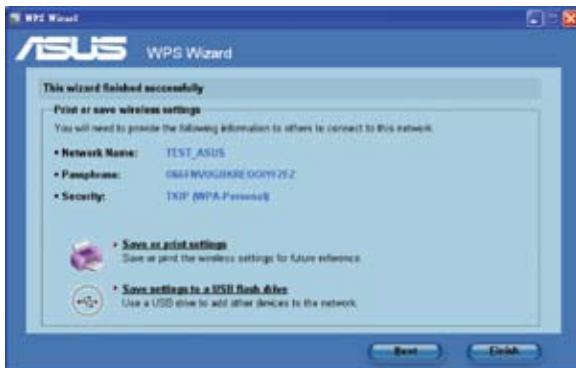 WPS Wizard
ASUS WPS Wizard
This wizard finished successfully
Print or save wireless settings
You will need to provide the following information to others to connect to this network.
• Network Name: TEST_ASUS
• Passphrase:
• Security: TKIP (WPA-Personal)
• Save or print settings
Save or print the wireless settings for future reference.
• Save settings to a USB flash drive
Use a USB drive to add other devices to the network.
Next Finish